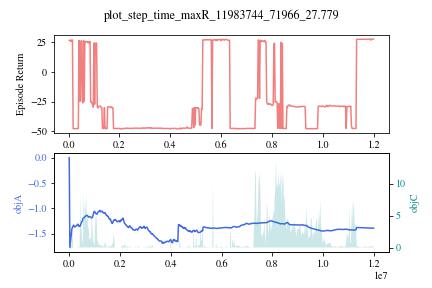 plot_step_time_maxR_11983744_71966_27.779
Episode Return
25
0
−25
−50
0.0 0.2 0.4 0.6 0.8 1.0 1.2
objA
0.0
−0.5
−1.0
−1.5
10
5
0
objC
0.0 0.2 0.4 0.6 0.8 1.0 1.2
1e7